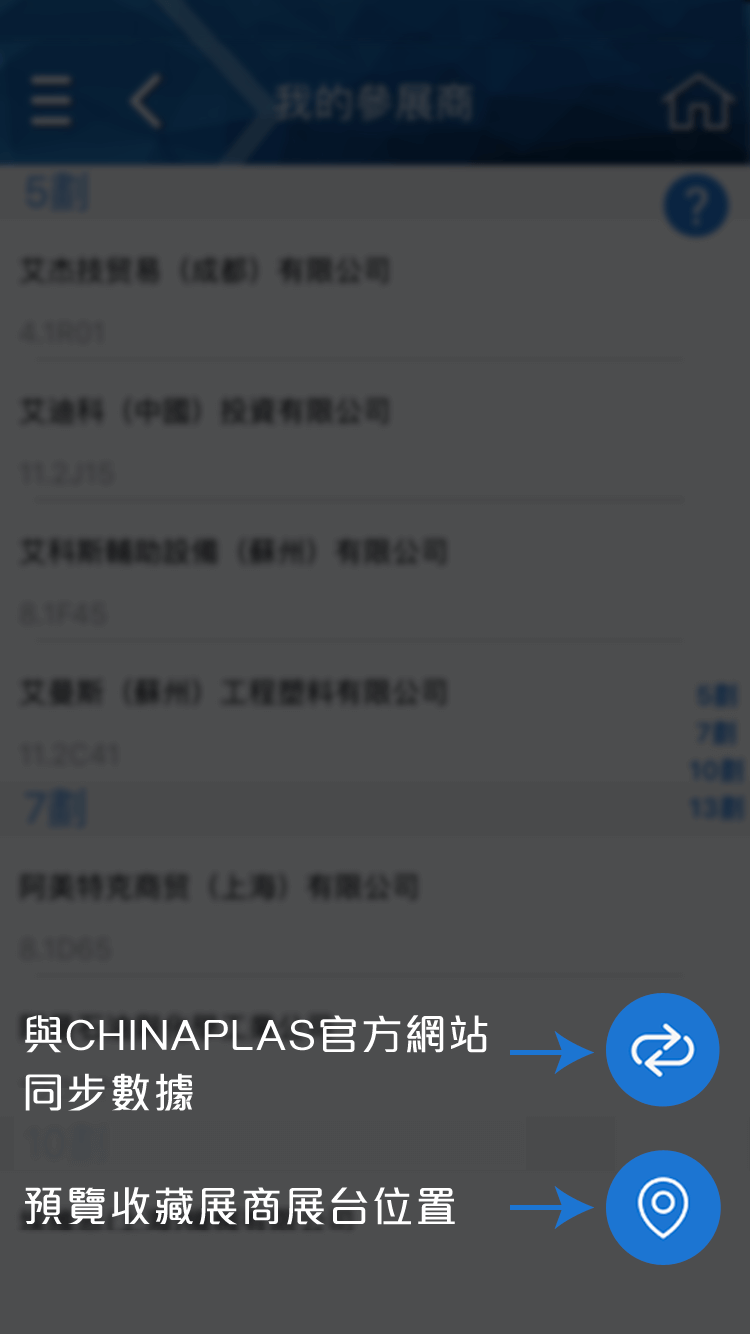 我的參展商
5劃
?
艾杰技贸易（成都）有限公司
4.1R01
艾迪科（中國）投資有限公司
11.2J15
艾科斯輔助設備（蘇州）有限公司
8.1F45
艾曼斯（蘇州）工程塑料有限公司
11.2C41
5劃
7劃
10劃
13劃
7劃
阿美特克商贸（上海）有限公司
8.1D65
與CHINAPLAS官方網站
同步數據
10劃
預覽收藏展商展台位置